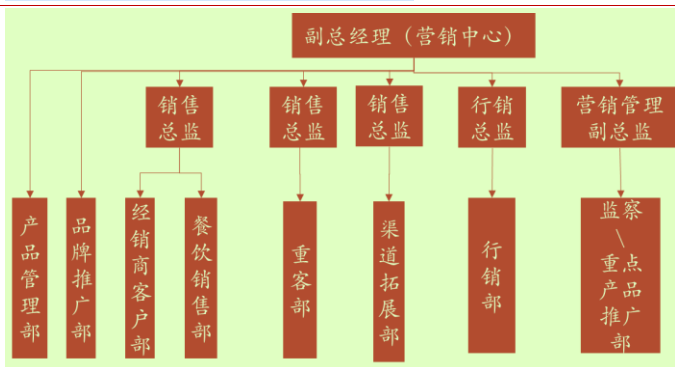 副总经理（营销中心）
销售
总监
销售
总监
销售
总监
行销
总监
营销管理
副总监
产品管理部
品牌推广部
经销商客户部
餐饮销售部
重客部
渠道拓展部
行销部
监察
\
重点
产品
推广
部